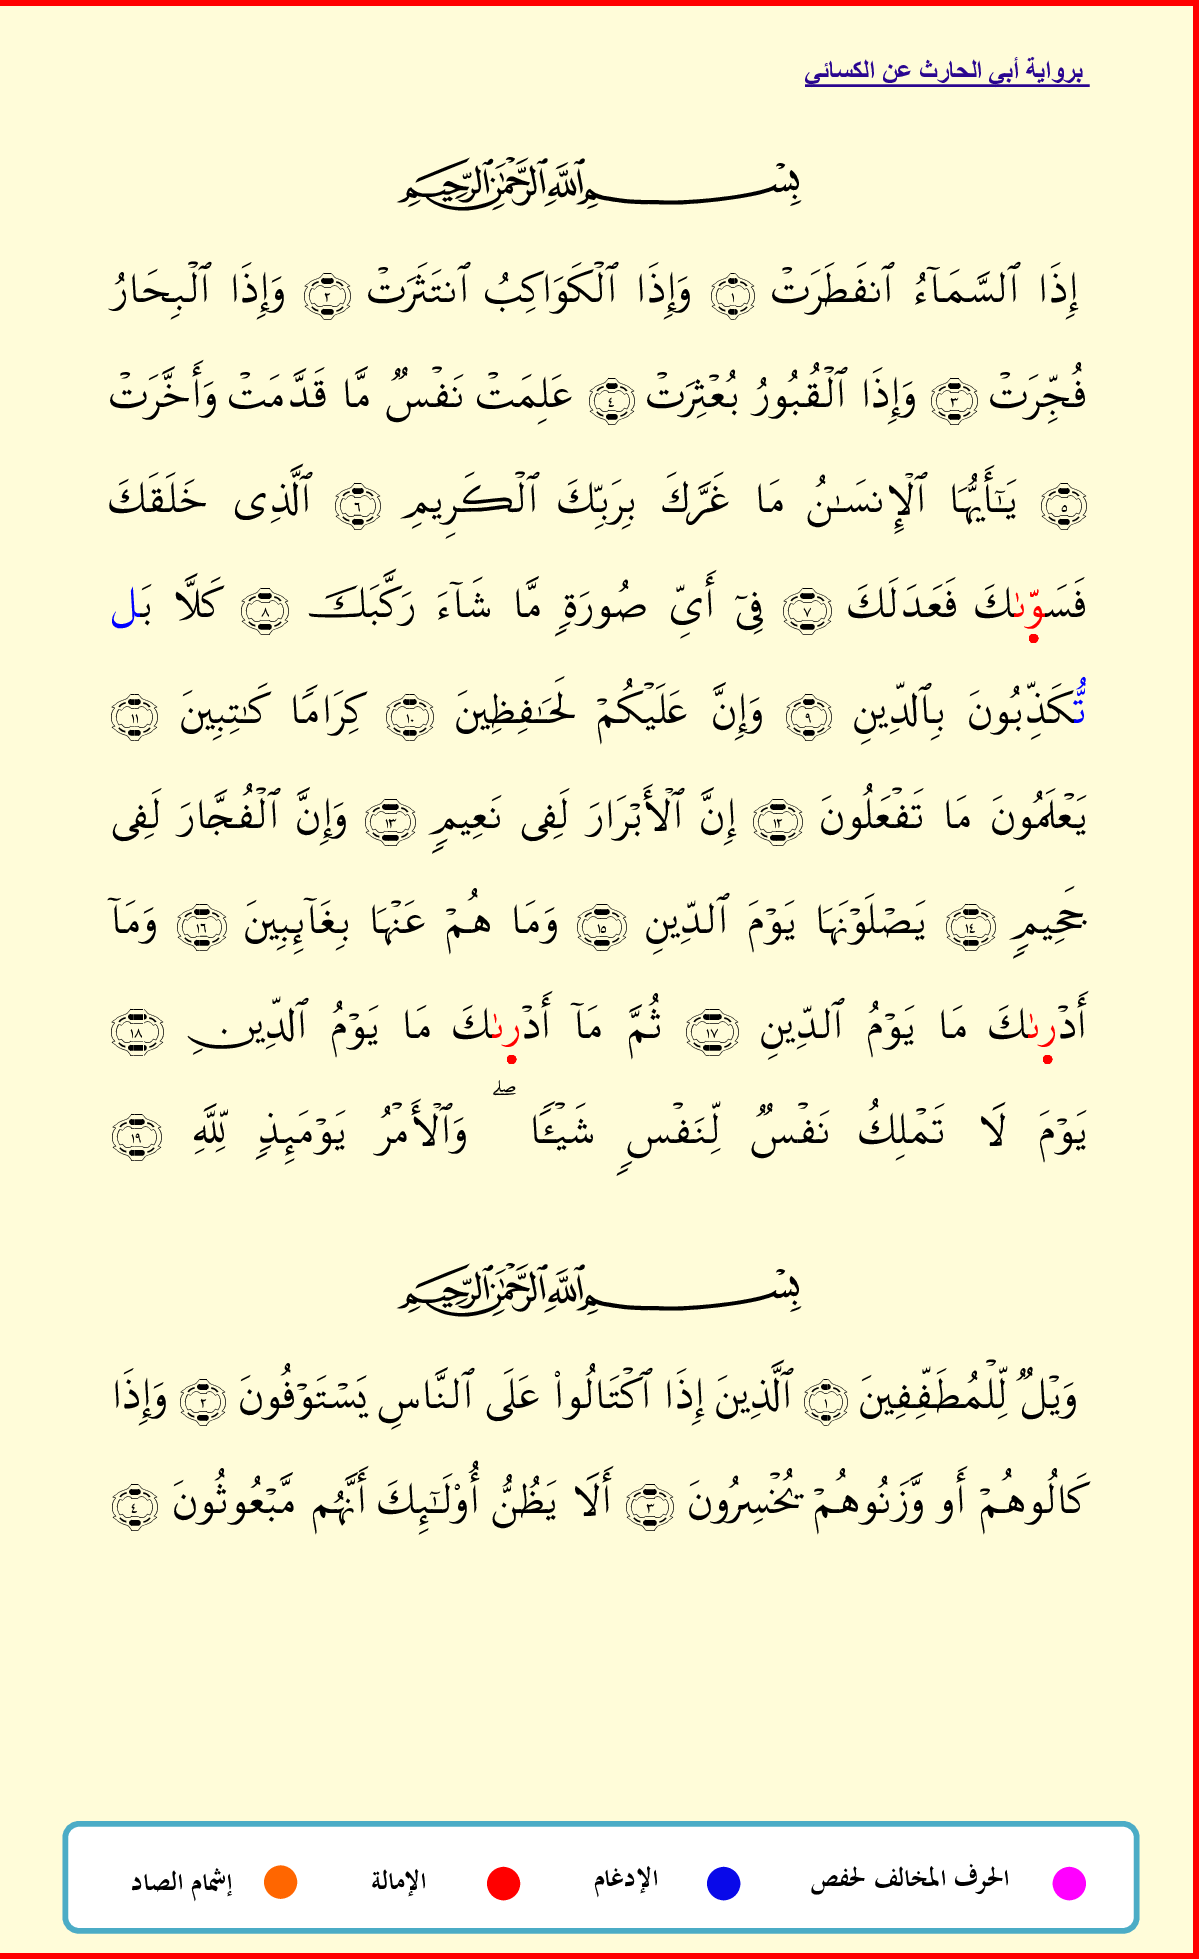 برواية أبي الحارث عن الكسائي
بِسْمِ ٱللَّهِ ٱلرَّحْمَٰنِ ٱلرَّحِيمِ
إِذَا ٱلسَّمَآءُ ٱنفَطَرَتْ ١ وَإِذَا ٱلْكَوَاكِبُ ٱنتَثَرَتْ ٢ وَإِذَا ٱلْبِحَارُ
فُجِّرَتْ ٣ وَإِذَا ٱلْقُبُورُ بُعْثِرَتْ ٤ عَلِمَتْ نَفْسٌ مَّا قَدَّمَتْ وَأَخَّرَتْ
٥ يَـٰٓأَيُّهَا ٱلْإِنسَـٰنُ مَا غَرَّكَ بِرَبِّكَ ٱلْكَرِيمِ ٦ ٱلَّذِى خَلَقَكَ
فَسَوَّىٰكَ فَعَدَلَكَ ٧ فِىٓ أَىِّ صُورَةٍ مَّا شَآءَ رَكَّبَكَ ٨ كَلَّا بَل
تُّكَذِّبُونَ بِٱلدِّينِ ٩ وَإِنَّ عَلَيْكُمْ لَحَـٰفِظِينَ ١٠ كِرَامًا كَـٰتِبِينَ ١١
يَعْلَمُونَ مَا تَفْعَلُونَ ١٢ إِنَّ ٱلْأَبْرَارَ لَفِى نَعِيمٍ ١٣ وَإِنَّ ٱلْفُجَّارَ لَفِى
جَحِيمٍ ١٤ يَصْلَوْنَهَا يَوْمَ ٱلدِّينِ ١٥ وَمَا هُمْ عَنْهَا بِغَآئِبِينَ ١٦ وَمَآ
أَدْرىٰكَ مَا يَوْمُ ٱلدِّينِ ١٧ ثُمَّ مَآ أَدْرىٰكَ مَا يَوْمُ ٱلدِّينِ ١٨
يَوْمَ لَا تَمْلِكُ نَفْسٌ لِّنَفْسٍ شَيْـًٔا ۖ وَٱلْأَمْرُ يَوْمَئِذٍ لِّلَّهِ ١٩
بِسْمِ ٱللَّهِ ٱلرَّحْمَٰنِ ٱلرَّحِيمِ
وَيْلٌ لِّلْمُطَفِّفِينَ ١ ٱلَّذِينَ إِذَا ٱكْتَالُوا۟ عَلَى ٱلنَّاسِ يَسْتَوْفُونَ ٢ وَإِذَا
كَالُوهُمْ أَو وَّزَنُوهُمْ يُخْسِرُونَ ٣ أَلَا يَظُنُّ أُو۟لَـٰٓئِكَ أَنَّهُم مَّبْعُوثُونَ ٤
الحرف المخالف لحفص الإدغام الإمالة إشمام الصاد